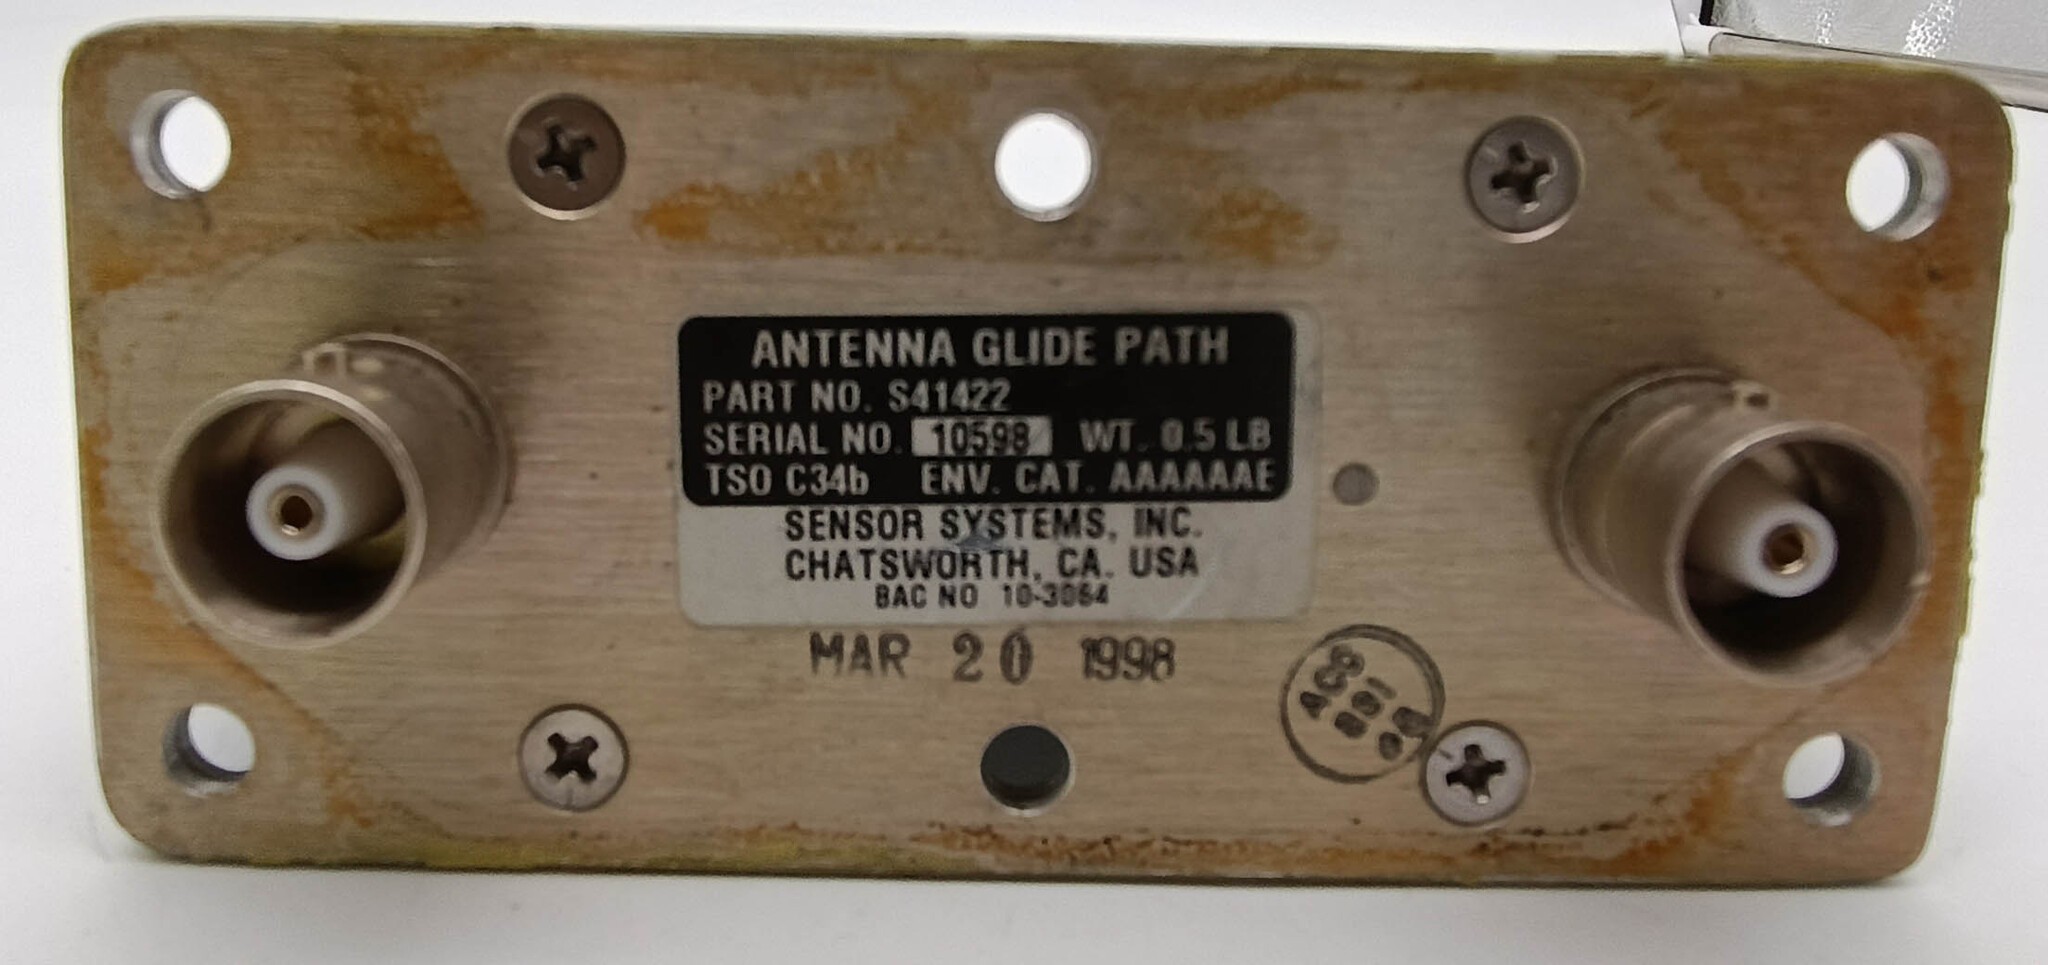 ANTENNA GLIDE PATH
PART NO. S41422
SERIAL NO. 10598 WT. 0.5 LB
TSO C34b ENV. CAT. AAAAAAE
SENSOR SYSTEMS, INC.
CHATSWORTH, CA. USA
BAC NO 10-3064
MAR 20 1998